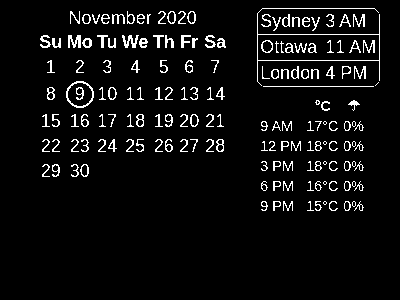 November 2020
Su Mo Tu We Th Fr Sa
1 2 3 4 5 6 7
8 9 10 11 12 13 14
15 16 17 18 19 20 21
22 23 24 25 26 27 28
29 30
Sydney 3 AM
Ottawa 11 AM
London 4 PM
°C ☂
9 AM 17°C 0%
12 PM 18°C 0%
3 PM 18°C 0%
6 PM 16°C 0%
9 PM 15°C 0%